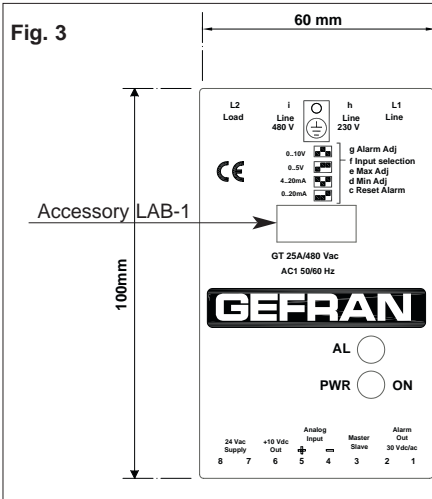 Fig. 3
60 mm
L2
Load
i
Line
480 V
h
Line
230 V
L1
Line
0..10V
0..5V
4..20mA
0..20mA
g Alarm Adj
f Input selection
e Max Adj
d Min Adj
c Reset Alarm
CE
Accessory LAB-1
100mm
GT 25A/480 Vac
AC1 50/60 Hz
GEFRAN
AL
PWR ON
24 Vac
Supply
+10 Vdc
Out
Analog
Input
+ −
Master
Slave
Alarm
Out
30 Vdc/ac
8 7 6 5 4 3 2 1